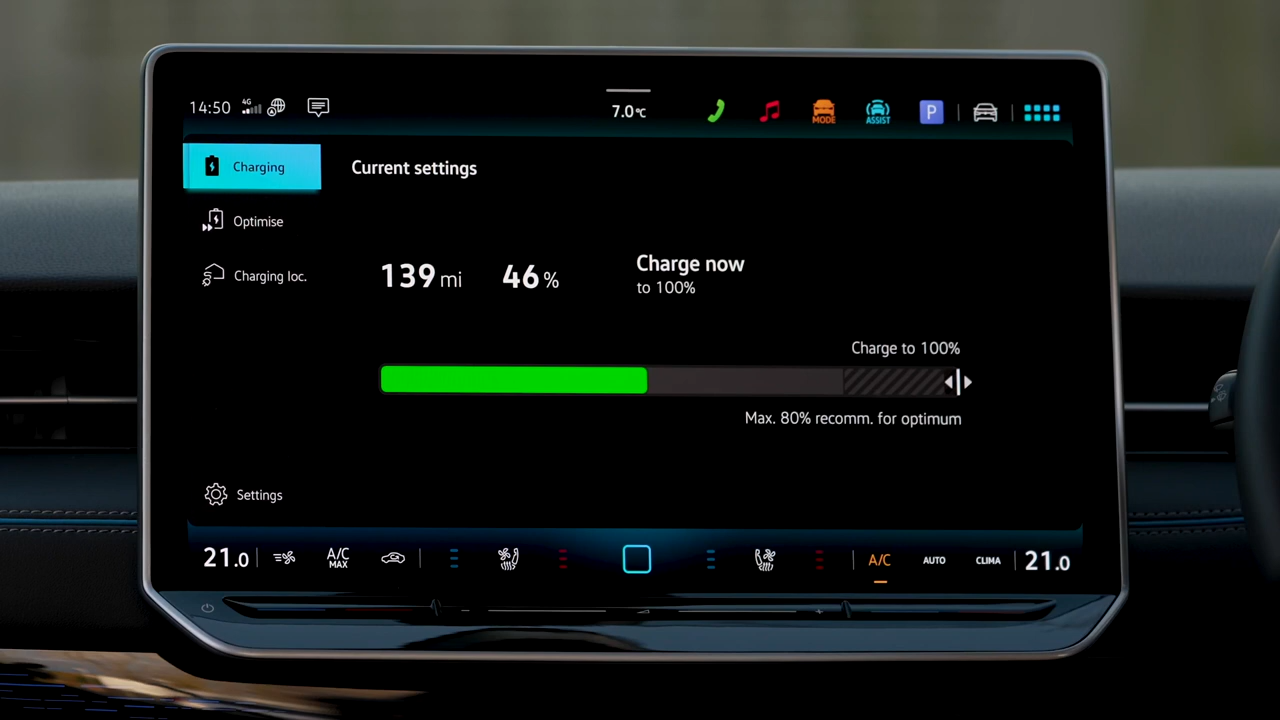 14:50 4G
7.0°C
MODE
ASSIST
P
Charging
Current settings
Optimise
Charging loc.
139 mi
46 %
Charge now
to 100%
Charge to 100%
Max. 80% recomm. for optimum
Settings
21.0
A/C
MAX
A/C
AUTO
CLIMA
21.0